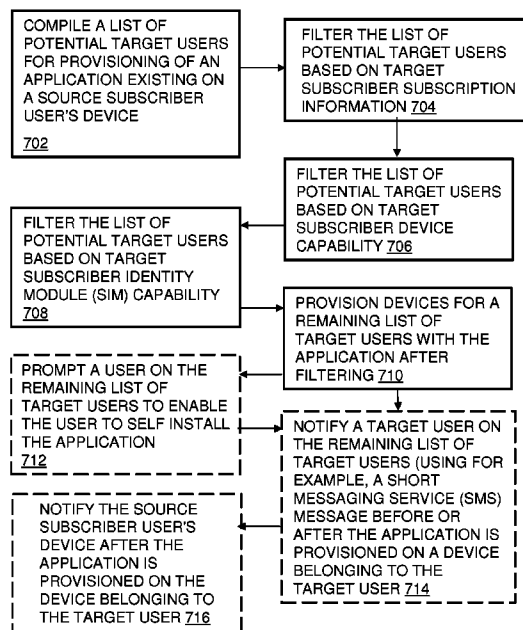 COMPILE A LIST OF
POTENTIAL TARGET USERS
FOR PROVISIONING OF AN
APPLICATION EXISTING ON
A SOURCE SUBSCRIBER
USER'S DEVICE
702
FILTER THE LIST OF
POTENTIAL TARGET USERS
BASED ON TARGET
SUBSCRIBER SUBSCRIPTION
INFORMATION 704
FILTER THE LIST OF
POTENTIAL TARGET USERS
BASED ON TARGET
SUBSCRIBER DEVICE
CAPABILITY 706
FILTER THE LIST OF
POTENTIAL TARGET USERS
BASED ON TARGET
SUBSCRIBER IDENTITY
MODULE (SIM) CAPABILITY
708
PROVISION DEVICES FOR A
REMAINING LIST OF
TARGET USERS WITH THE
APPLICATION AFTER
FILTERING 710
PROMPT A USER ON THE
REMAINING LIST OF
TARGET USERS TO ENABLE
THE USER TO SELF INSTALL
THE APPLICATION
712
NOTIFY A TARGET USER ON
THE REMAINING LIST OF
TARGET USERS (USING FOR
EXAMPLE, A SHORT
MESSAGING SERVICE (SMS)
MESSAGE BEFORE OR
AFTER THE APPLICATION IS
PROVISIONED ON A DEVICE
BELONGING TO THE
TARGET USER 714
NOTIFY THE SOURCE
SUBSCRIBER USER'S
DEVICE AFTER THE
APPLICATION IS
PROVISIONED ON THE
DEVICE BELONGING TO
THE TARGET USER 716